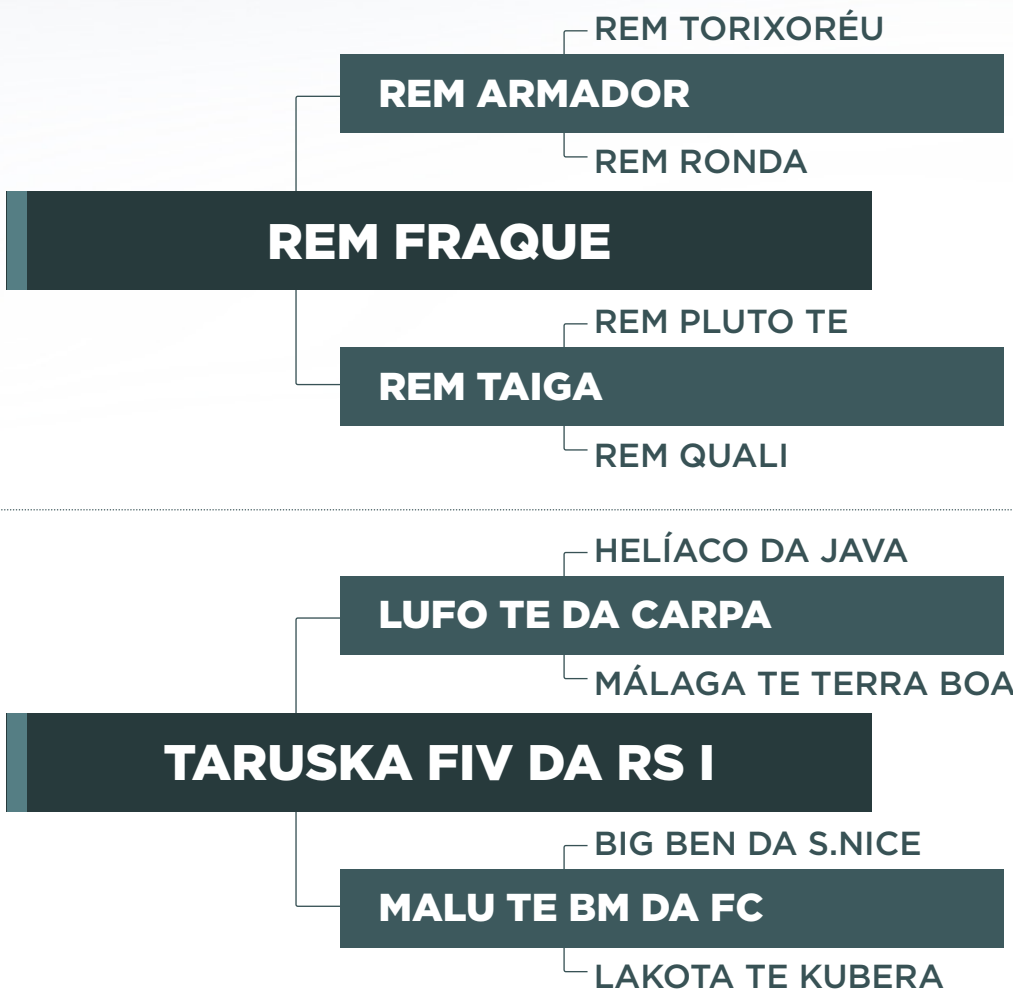 REM TORIXORÉU
REM ARMADOR
REM RONDA
REM FRAQUE
REM PLUTO TE
REM TAIGA
REM QUALI
HELÍACO DA JAVA
LUFO TE DA CARPA
MÁLAGA TE TERRA BOA
TARUSKA FIV DA RS I
BIG BEN DA S.NICE
MALU TE BM DA FC
LAKOTA TE KUBERA